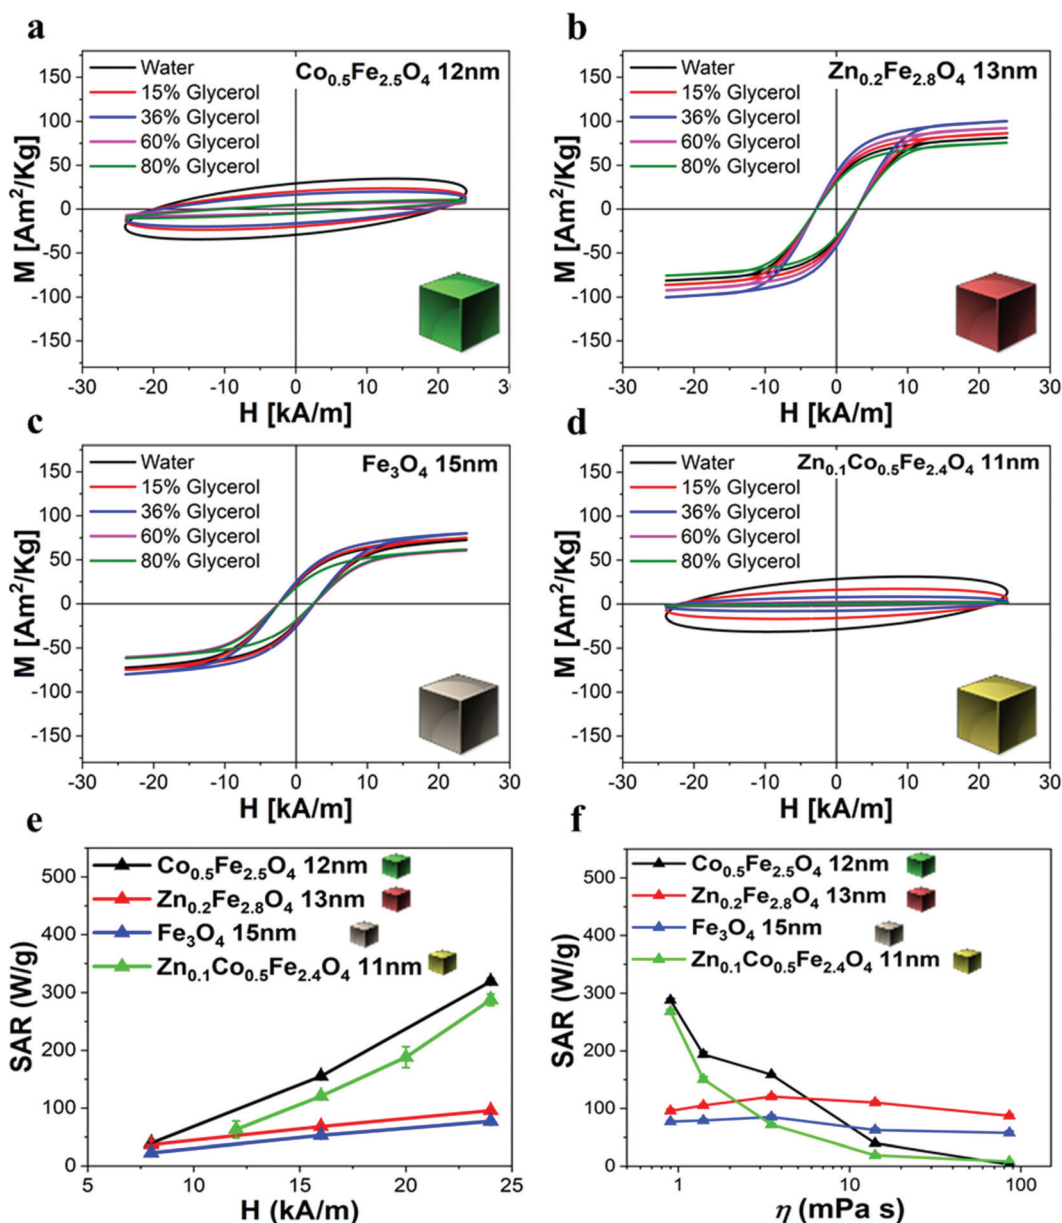 a
Co0.5Fe2.5O4 12nm
Water
15% Glycerol
36% Glycerol
60% Glycerol
80% Glycerol
150
100
50
0
-50
-100
-150
M [Am²/Kg]
-30 -20 -10 0 10 20 30
H [kA/m]
b
Zn0.2Fe2.8O4 13nm
Water
15% Glycerol
36% Glycerol
60% Glycerol
80% Glycerol
150
100
50
0
-50
-100
-150
M [Am²/Kg]
-30 -20 -10 0 10 20 30
H [kA/m]
c
Fe3O4 15nm
Water
15% Glycerol
36% Glycerol
60% Glycerol
80% Glycerol
150
100
50
0
-50
-100
-150
M [Am²/Kg]
-30 -20 -10 0 10 20 30
H [kA/m]
d
Zn0.1Co0.5Fe2.4O4 11nm
Water
15% Glycerol
36% Glycerol
60% Glycerol
80% Glycerol
150
100
50
0
-50
-100
-150
M [Am²/Kg]
-30 -20 -10 0 10 20 30
H [kA/m]
e
Co0.5Fe2.5O4 12nm
Zn0.2Fe2.8O4 13nm
Fe3O4 15nm
Zn0.1Co0.5Fe2.4O4 11nm
500
400
300
200
100
0
SAR (W/g)
5 10 15 20 25
H (kA/m)
f
Co0.5Fe2.5O4 12nm
Zn0.2Fe2.8O4 13nm
Fe3O4 15nm
Zn0.1Co0.5Fe2.4O4 11nm
500
400
300
200
100
0
SAR (W/g)
1 10 100
η (mPa s)